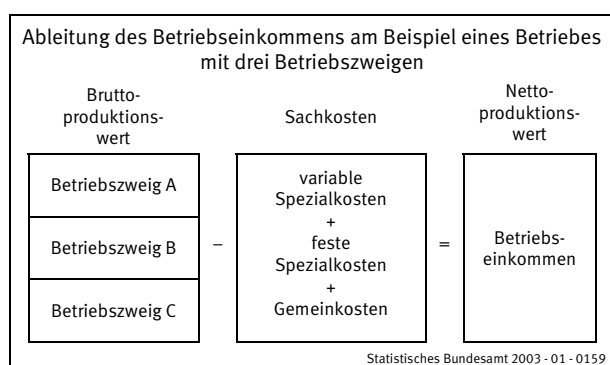 Ableitung des Betriebseinkommens am Beispiel eines Betriebes
mit drei Betriebszweigen
Brutto-
produktions-
wert
Sachkosten
Netto-
produktions-
wert
Betriebszweig A
Betriebszweig B
Betriebszweig C
–
variable
Spezialkosten
+
feste
Spezialkosten
+
Gemeinkosten
=
Betriebs-
einkommen
Statistisches Bundesamt 2003 - 01 - 0159